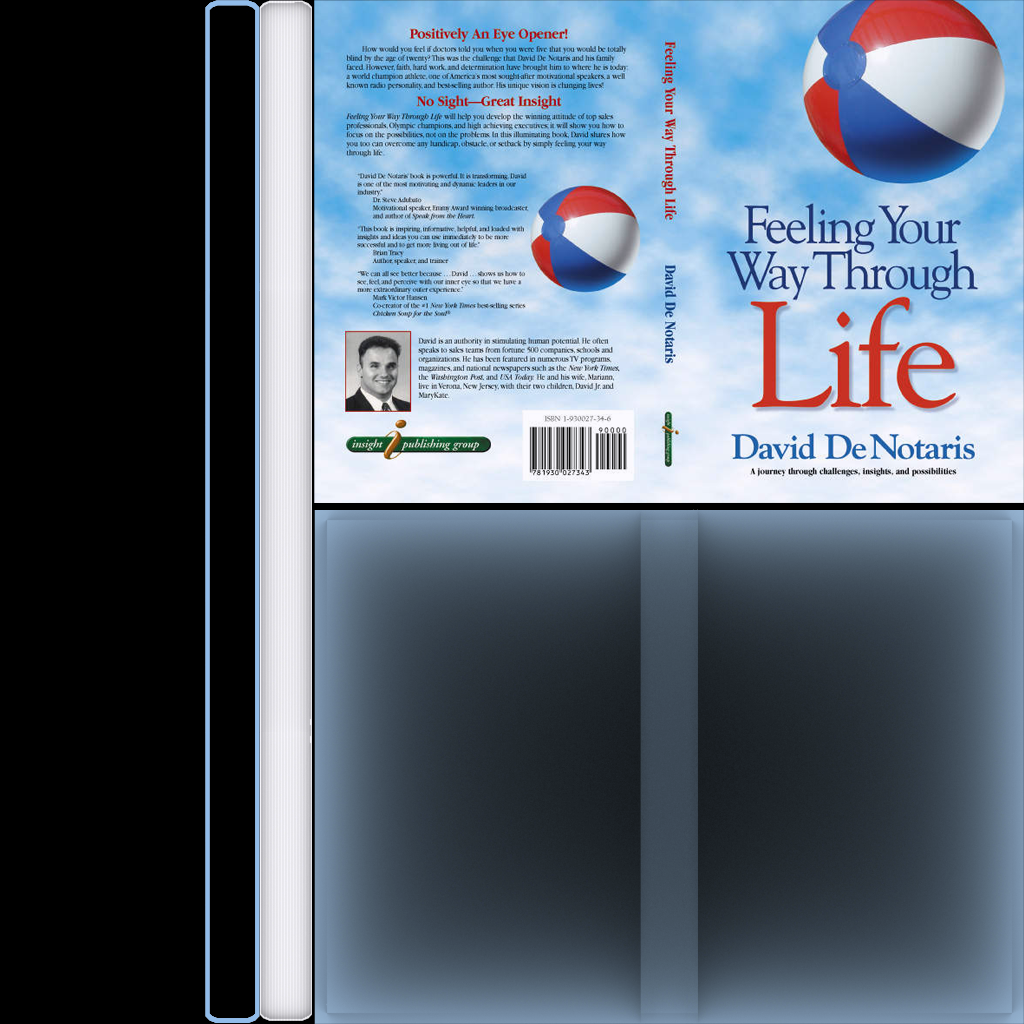 Positively An Eye Opener!
How would you feel if doctors told you when you were five that you would be totally
blind by the age of twenty? This was the challenge that David De Notaris and his family
faced. However, faith, hard work, and determination have brought him to where he is today:
a world champion athlete, one of America's most sought-after motivational speakers, a well
known radio personality, and best-selling author. His unique vision is changing lives!
No Sight—Great Insight
Feeling Your Way Through Life will help you develop the winning attitude of top sales
professionals, Olympic champions, and high achieving executives; it will show you how to
focus on the possibilities, not on the problems. In this illuminating book, David shares how
you too can overcome any handicap, obstacle, or setback by simply feeling your way
through life.
"David De Notaris' book is powerful. It is transforming. David
is one of the most motivating and dynamic leaders in our
industry."
Dr. Steve Adubato
Motivational speaker, Emmy Award winning broadcaster,
and author of Speak from the Heart.
"This book is inspiring, informative, helpful, and loaded with
insights and ideas you can use immediately to be more
successful and to get more living out of life."
Brian Tracy
Author, speaker, and trainer
"We can all see better because . . . David . . . shows us how to
see, feel, and perceive with our inner eye so that we have a
more extraordinary outer experience."
Mark Victor Hansen
Co-creator of the #1 New York Times best-selling series
Chicken Soup for the Soul®
David is an authority in stimulating human potential. He often
speaks to sales teams from fortune 500 companies, schools and
organizations. He has been featured in numerous TV programs,
magazines, and national newspapers such as the New York Times,
the Washington Post, and USA Today. He and his wife, Mariann,
live in Verona, New Jersey, with their two children, David Jr. and
MaryKate.
insight i publishing group
ISBN 1-930027-34-6
90000
781930 027343
Feeling Your Way Through Life
David De Notaris
Feeling Your
Way Through
Life
David De Notaris
A journey through challenges, insights, and possibilities